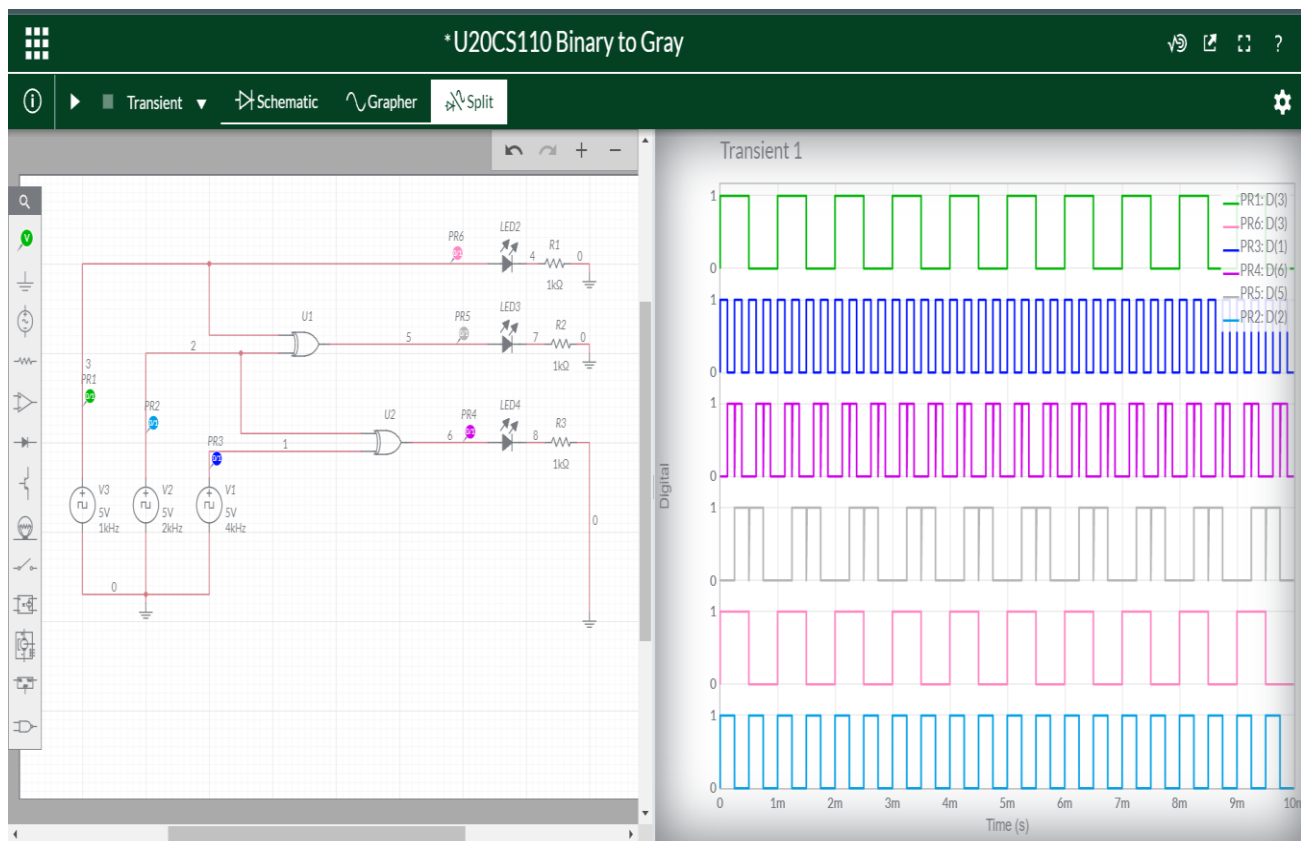 *U20CS110 Binary to Gray
?
Transient
Schematic
Grapher
Split
+
−
V
PR6
LED2
R1
4
0
1kΩ
U1
PR5
LED3
R2
2
5
7
0
1kΩ
3
PR1
PR2
PR3
U2
PR4
LED4
R3
1
6
8
1kΩ
V3
5V
1kHz
V2
5V
2kHz
V1
5V
4kHz
0
0
Transient 1
PR1: D(3)
PR6: D(3)
PR3: D(1)
PR4: D(6)
PR5: D(5)
PR2: D(2)
1
0
1
0
1
0
1
0
1
0
1
0
Digital
0
1m
2m
3m
4m
5m
6m
7m
8m
9m
10m
Time (s)